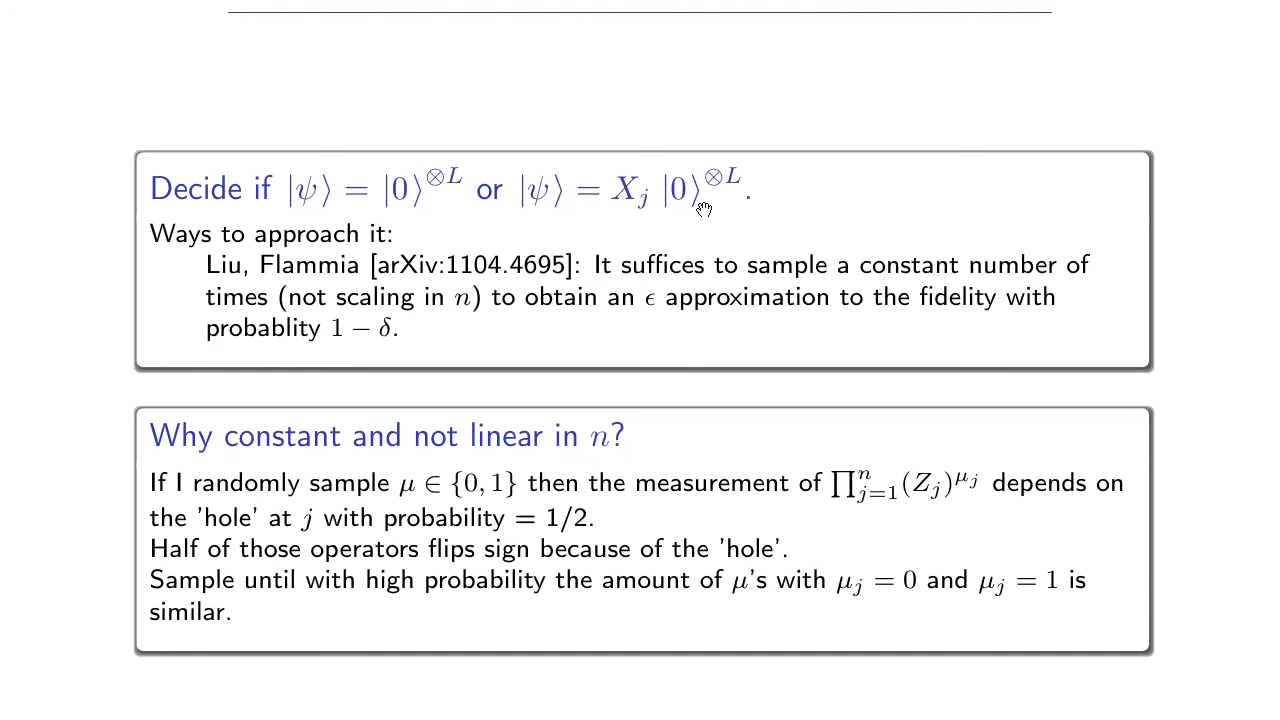 Decide if |ψ⟩ = |0⟩^{⊗L} or |ψ⟩ = X_j |0⟩^{⊗L}.
Ways to approach it:
Liu, Flammia [arXiv:1104.4695]: It suffices to sample a constant number of
times (not scaling in n) to obtain an ϵ approximation to the fidelity with
probablity 1 − δ.
Why constant and not linear in n?
If I randomly sample μ ∈ {0, 1} then the measurement of ∏_{j=1}^{n}(Z_j)^{μ_j} depends on
the 'hole' at j with probability = 1/2.
Half of those operators flips sign because of the 'hole'.
Sample until with high probability the amount of μ's with μ_j = 0 and μ_j = 1 is
similar.